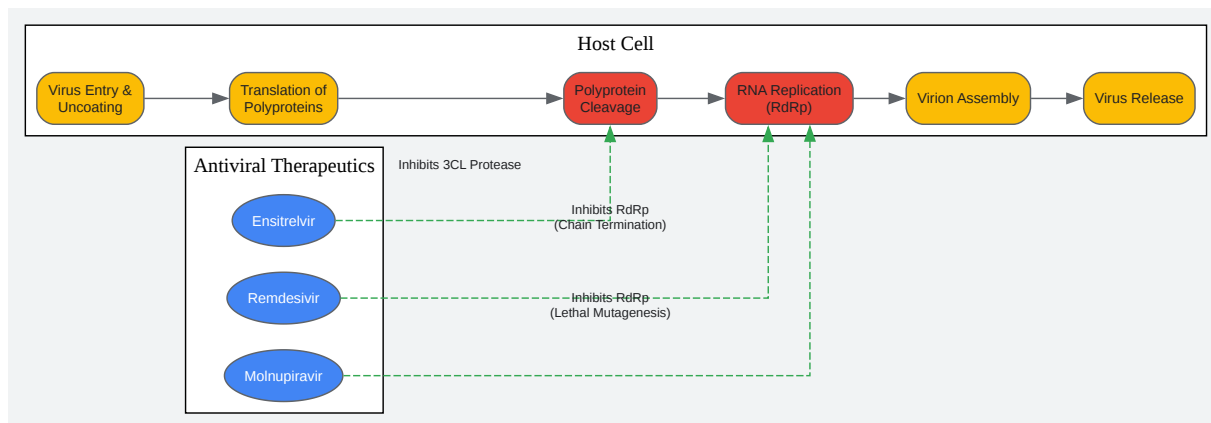 Host Cell
Virus Entry &
Uncoating
Translation of
Polyproteins
Polyprotein
Cleavage
RNA Replication
(RdRp)
Virion Assembly
Virus Release
Antiviral Therapeutics
Inhibits 3CL Protease
Ensitrelvir
Inhibits RdRp
(Chain Termination)
Remdesivir
Inhibits RdRp
(Lethal Mutagenesis)
Molnupiravir